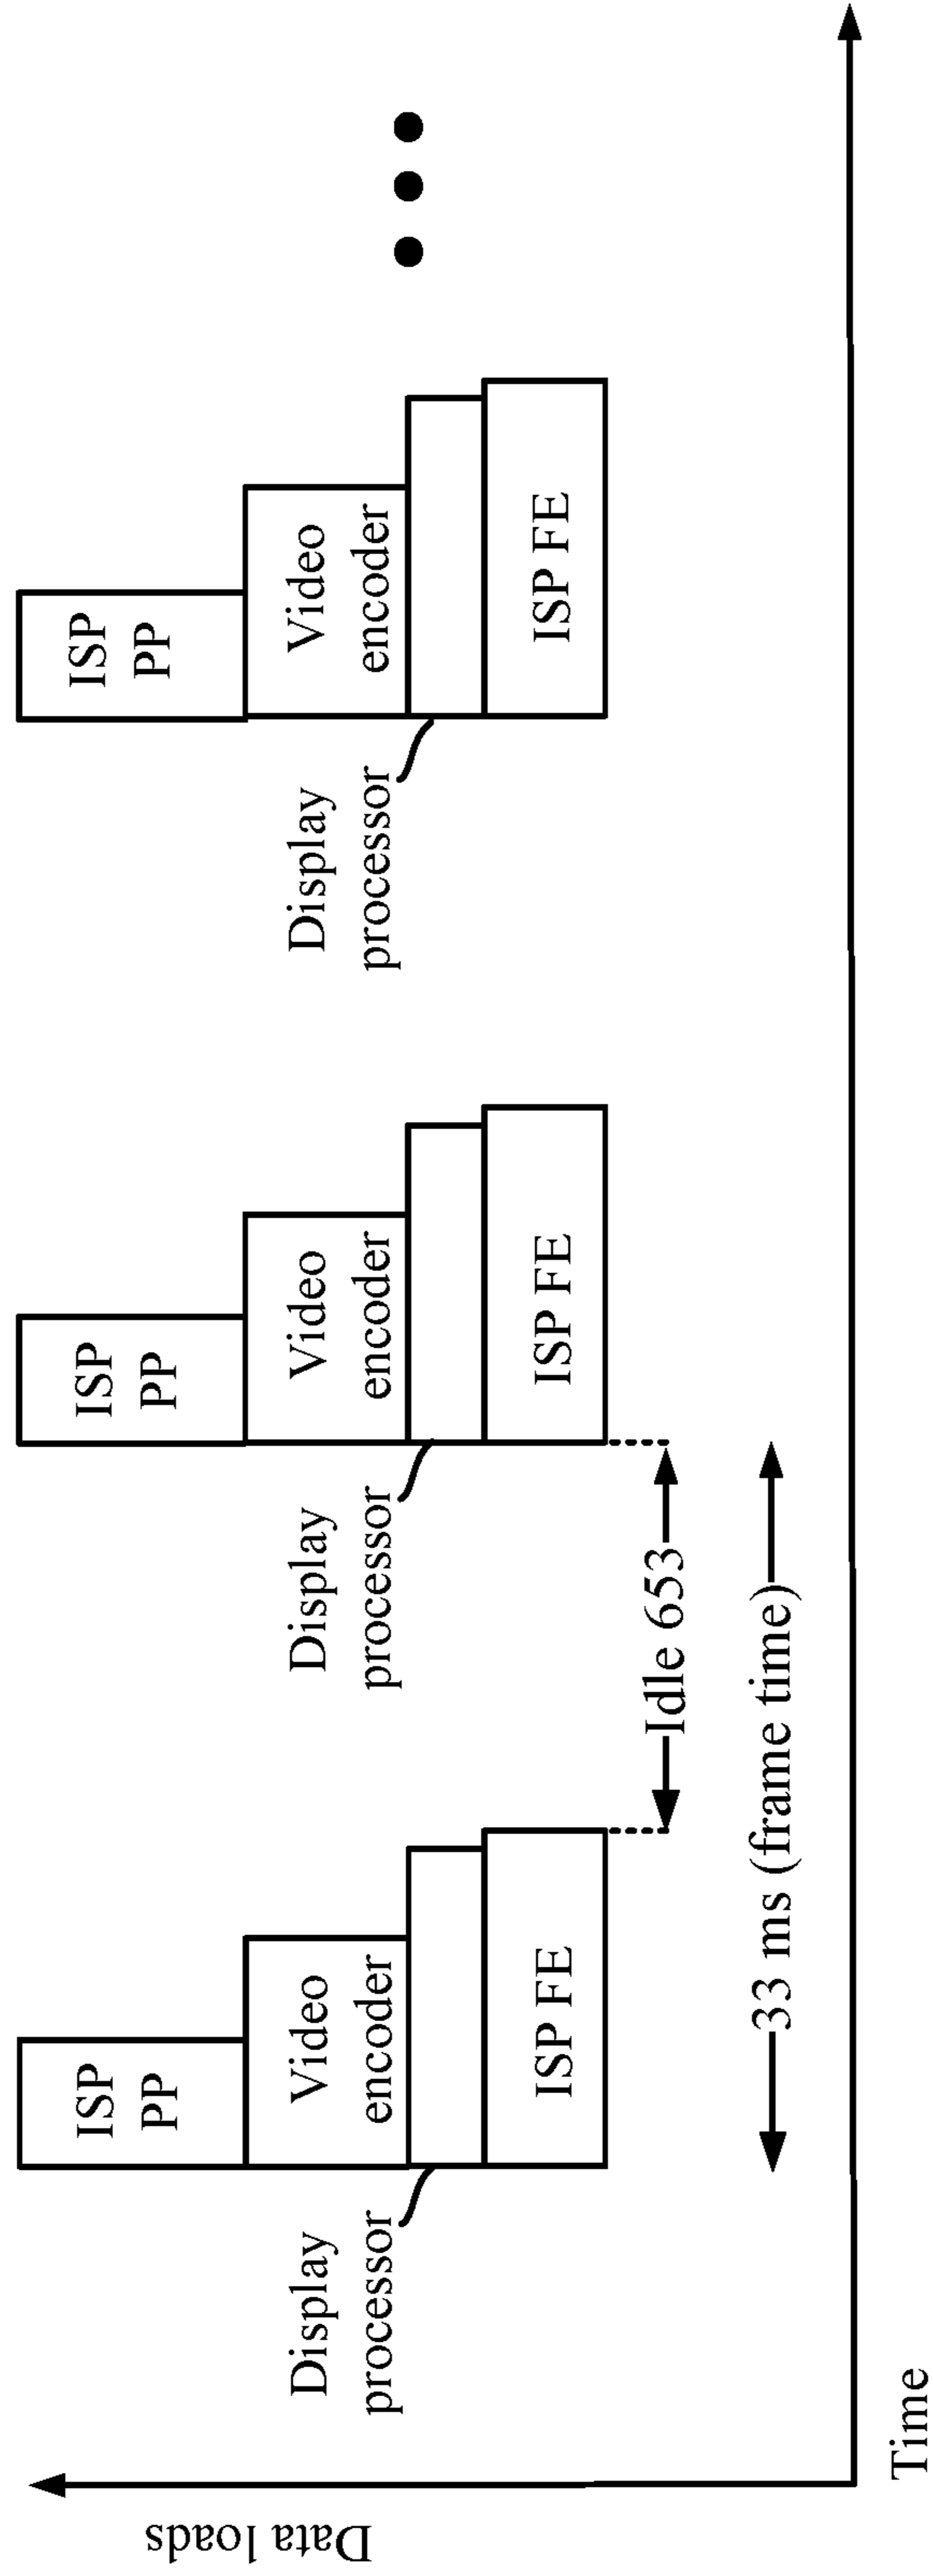 Data loads
ISP
PP
Video
encoder
Display
processor
ISP FE
ISP
PP
Video
encoder
Display
processor
ISP FE
ISP
PP
Video
encoder
Display
processor
ISP FE
Idle 653
33 ms (frame time)
Time